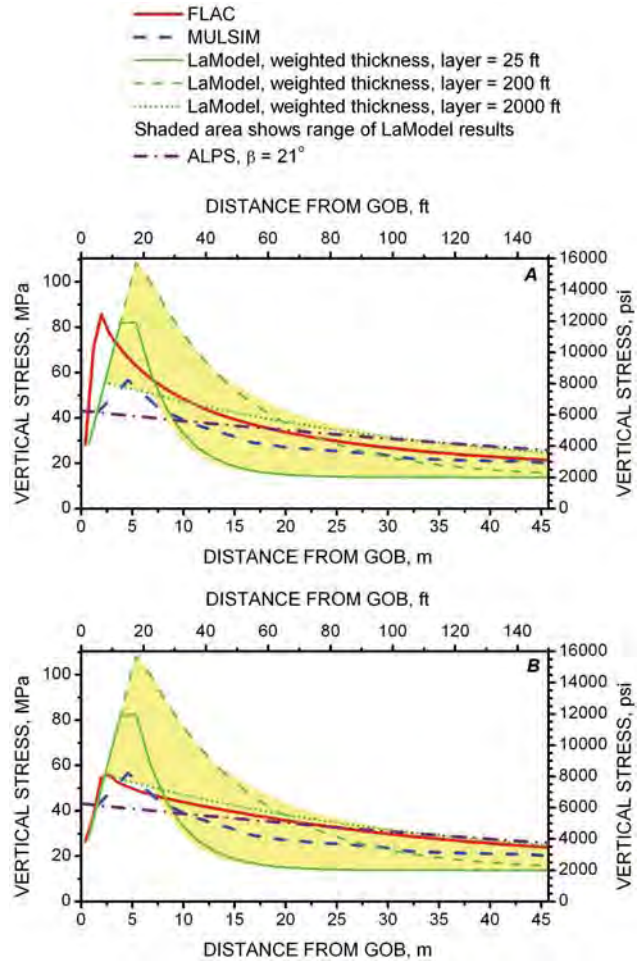 FLAC
MULSIM
LaModel, weighted thickness, layer = 25 ft
LaModel, weighted thickness, layer = 200 ft
LaModel, weighted thickness, layer = 2000 ft
Shaded area shows range of LaModel results
ALPS, β = 21°
DISTANCE FROM GOB, ft
0 20 40 60 80 100 120 140
A
VERTICAL STRESS, MPa
100
80
60
40
20
0
16000
14000
12000
10000
8000
6000
4000
2000
0
VERTICAL STRESS, psi
0 5 10 15 20 25 30 35 40 45
DISTANCE FROM GOB, m
DISTANCE FROM GOB, ft
0 20 40 60 80 100 120 140
B
VERTICAL STRESS, MPa
100
80
60
40
20
0
16000
14000
12000
10000
8000
6000
4000
2000
0
VERTICAL STRESS, psi
0 5 10 15 20 25 30 35 40 45
DISTANCE FROM GOB, m